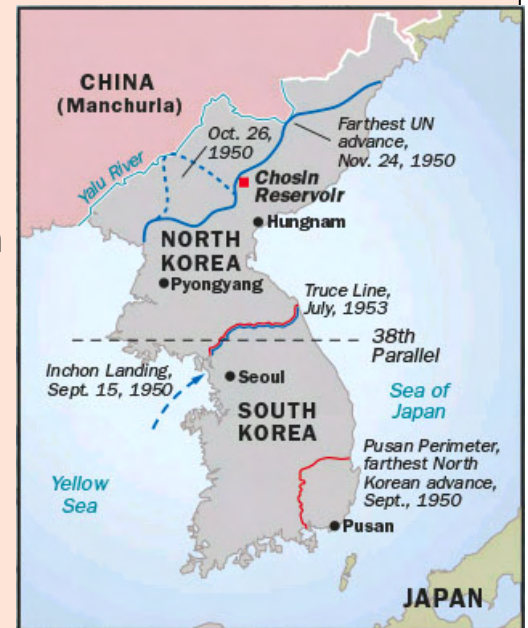 CHINA
(Manchuria)
Oct. 26,
1950
Farthest UN
advance,
Nov. 24, 1950
Yalu River
Chosin
Reservoir
Hungnam
NORTH
KOREA
Pyongyang
Truce Line,
July, 1953
38th
Parallel
Inchon Landing,
Sept. 15, 1950
Seoul
Sea of
Japan
SOUTH
KOREA
Pusan Perimeter,
farthest North
Korean advance,
Sept., 1950
Yellow
Sea
Pusan
JAPAN